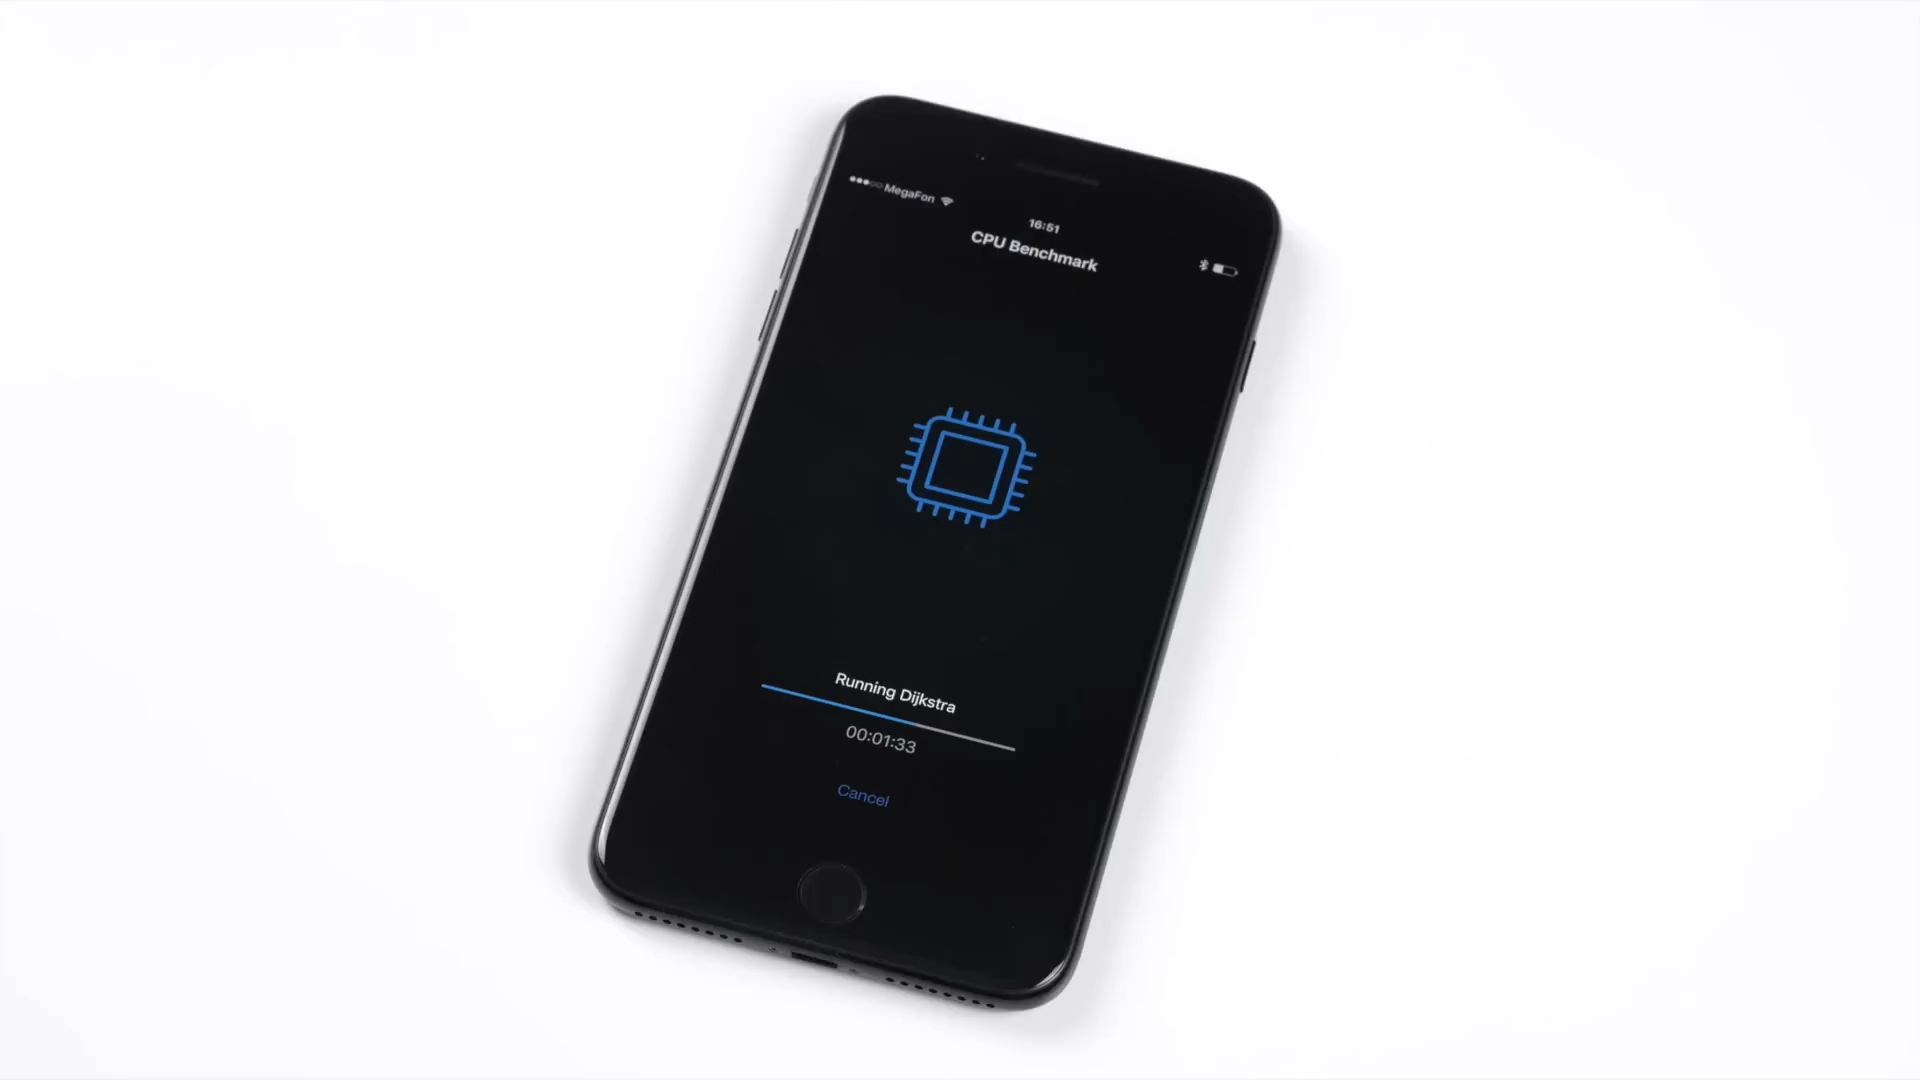 MegaFon
16:51
CPU Benchmark
Running Dijkstra
00:01:33
Cancel